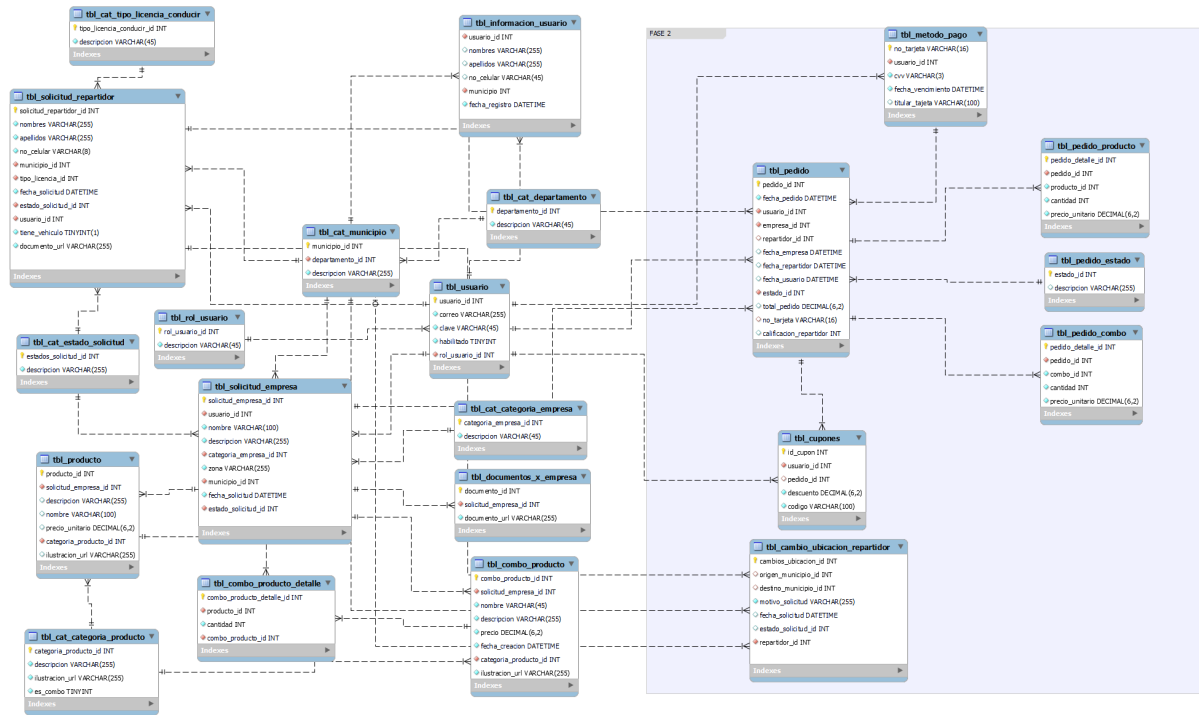 tbl_cat_tipo_licencia_conducir
tipo_licencia_conducir_id INT
descripcion VARCHAR(45)
Indexes
tbl_solicitud_repartidor
solicitud_repartidor_id INT
nombres VARCHAR(255)
apellidos VARCHAR(255)
no_celular VARCHAR(8)
municipio_id INT
tipo_licencia_id INT
fecha_solicitud DATETIME
estado_solicitud_id INT
usuario_id INT
tiene_vehiculo TINYINT(1)
documento_url VARCHAR(255)
Indexes
tbl_cat_estado_solicitud
estados_solicitud_id INT
descripcion VARCHAR(255)
Indexes
tbl_rol_usuario
rol_usuario_id INT
descripcion VARCHAR(45)
Indexes
tbl_producto
producto_id INT
solicitud_empresa_id INT
descripcion VARCHAR(255)
nombre VARCHAR(100)
precio_unitario DECIMAL(6,2)
categoria_producto_id INT
ilustracion_url VARCHAR(255)
Indexes
tbl_cat_categoria_producto
categoria_producto_id INT
descripcion VARCHAR(255)
ilustracion_url VARCHAR(255)
es_combo TINYINT
Indexes
tbl_cat_municipio
municipio_id INT
departamento_id INT
descripcion VARCHAR(255)
Indexes
tbl_solicitud_empresa
solicitud_empresa_id INT
usuario_id INT
nombre VARCHAR(100)
descripcion VARCHAR(255)
categoria_empresa_id INT
zona VARCHAR(255)
municipio_id INT
fecha_solicitud DATETIME
estado_solicitud_id INT
Indexes
tbl_combo_producto_detalle
combo_producto_detalle_id INT
producto_id INT
cantidad INT
combo_producto_id INT
Indexes
tbl_informacion_usuario
usuario_id INT
nombres VARCHAR(255)
apellidos VARCHAR(255)
no_celular VARCHAR(45)
municipio INT
fecha_registro DATETIME
Indexes
tbl_cat_departamento
departamento_id INT
descripcion VARCHAR(45)
Indexes
tbl_usuario
usuario_id INT
correo VARCHAR(255)
clave VARCHAR(45)
habilitado TINYINT
rol_usuario_id INT
Indexes
tbl_cat_categoria_empresa
categoria_empresa_id INT
descripcion VARCHAR(45)
Indexes
tbl_documentos_x_empresa
documento_id INT
solicitud_empresa_id INT
documento_url VARCHAR(255)
Indexes
tbl_combo_producto
combo_producto_id INT
solicitud_empresa_id INT
nombre VARCHAR(45)
descripcion VARCHAR(255)
precio DECIMAL(6,2)
fecha_creacion DATETIME
categoria_producto_id INT
ilustracion_url VARCHAR(255)
Indexes
FASE 2
tbl_metodo_pago
no_tarjeta VARCHAR(16)
usuario_id INT
cvv VARCHAR(3)
fecha_vencimiento DATETIME
titular_tajeta VARCHAR(100)
Indexes
tbl_pedido
pedido_id INT
fecha_pedido DATETIME
usuario_id INT
empresa_id INT
repartidor_id INT
fecha_empresa DATETIME
fecha_repartidor DATETIME
fecha_usuario DATETIME
estado_id INT
total_pedido DECIMAL(6,2)
no_tarjeta VARCHAR(16)
calificacion_repartidor INT
Indexes
tbl_pedido_producto
pedido_detalle_id INT
pedido_id INT
producto_id INT
cantidad INT
precio_unitario DECIMAL(6,2)
Indexes
tbl_pedido_estado
estado_id INT
descripcion VARCHAR(255)
Indexes
tbl_pedido_combo
pedido_detalle_id INT
pedido_id INT
combo_id INT
cantidad INT
precio_unitario DECIMAL(6,2)
Indexes
tbl_cupones
id_cupon INT
usuario_id INT
pedido_id INT
descuento DECIMAL(6,2)
codigo VARCHAR(100)
Indexes
tbl_cambio_ubicacion_repartidor
cambios_ubicacion_id INT
origen_municipio_id INT
destino_municipio_id INT
motivo_solicitud VARCHAR(255)
fecha_solicitud DATETIME
estado_solicitud_id INT
repartidor_id INT
Indexes